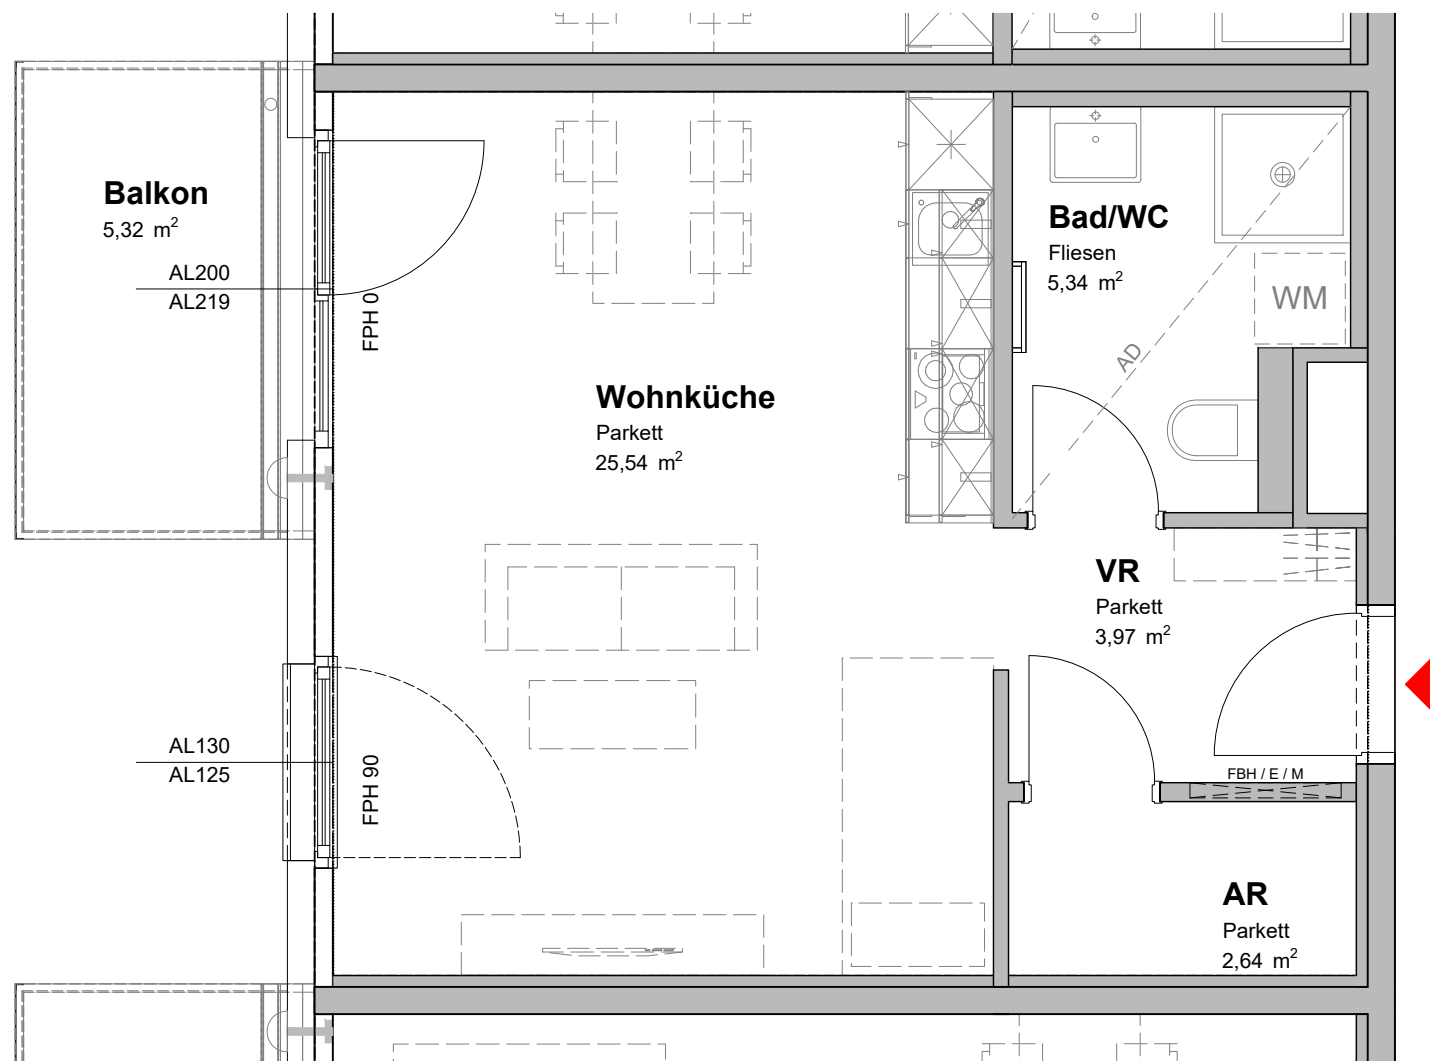 Balkon
5,32 m²
AL200
AL219
FPH 0
Wohnküche
Parkett
25,54 m²
Bad/WC
Fliesen
5,34 m²
WM
AD
VR
Parkett
3,97 m²
AL130
AL125
FPH 90
FBH / E / M
AR
Parkett
2,64 m²